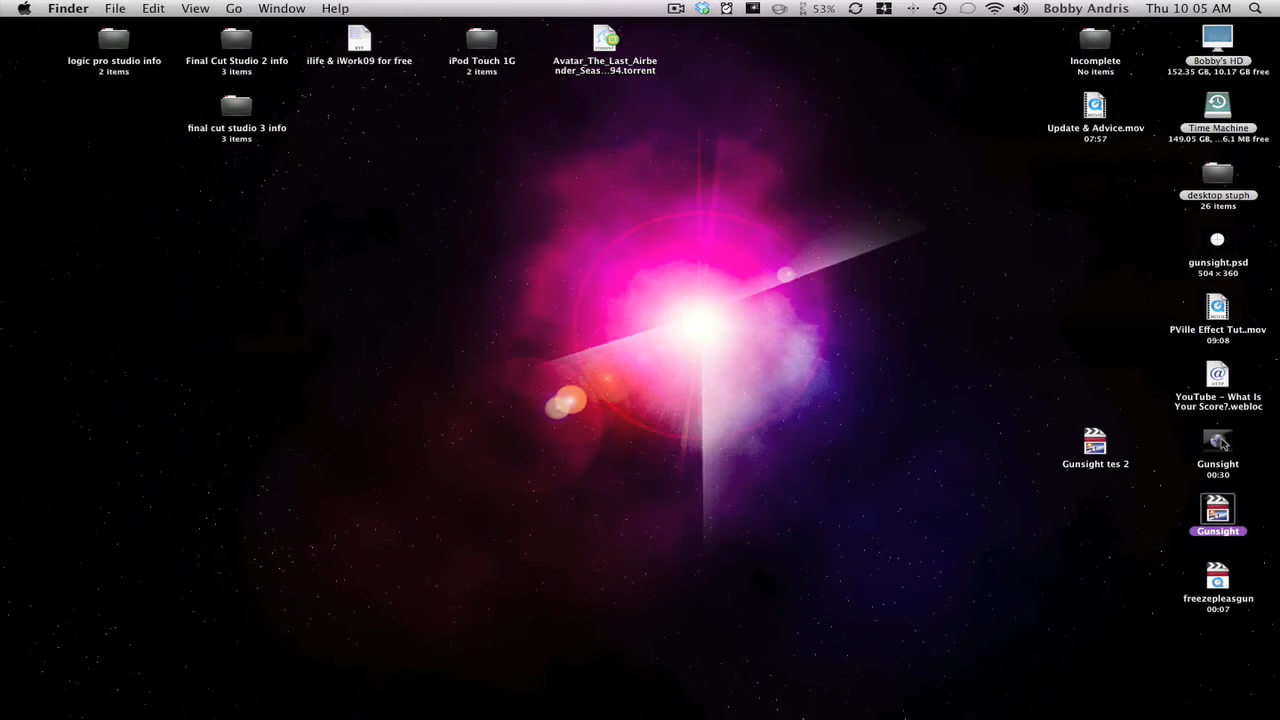 Finder File Edit View Go Window Help 53% 4 Bobby Andris Thu 10 05 AM
logic pro studio info
2 items
Final Cut Studio 2 info
3 items
ilife & iWork09 for free
iPod Touch 1G
2 items
Avatar_The_Last_Airbe
nder_Seas...94.torrent
Incomplete
No items
Bobby's HD
152.35 GB, 10.17 GB free
final cut studio 3 info
3 items
Update & Advice.mov
07:57
Time Machine
149.05 GB, ...6.1 MB free
desktop stuph
26 items
gunsight.psd
504 × 360
PVille Effect Tut..mov
09:08
YouTube - What Is
Your Score?.webloc
Gunsight tes 2
Gunsight
00:30
Gunsight
freezepleasgun
00:07